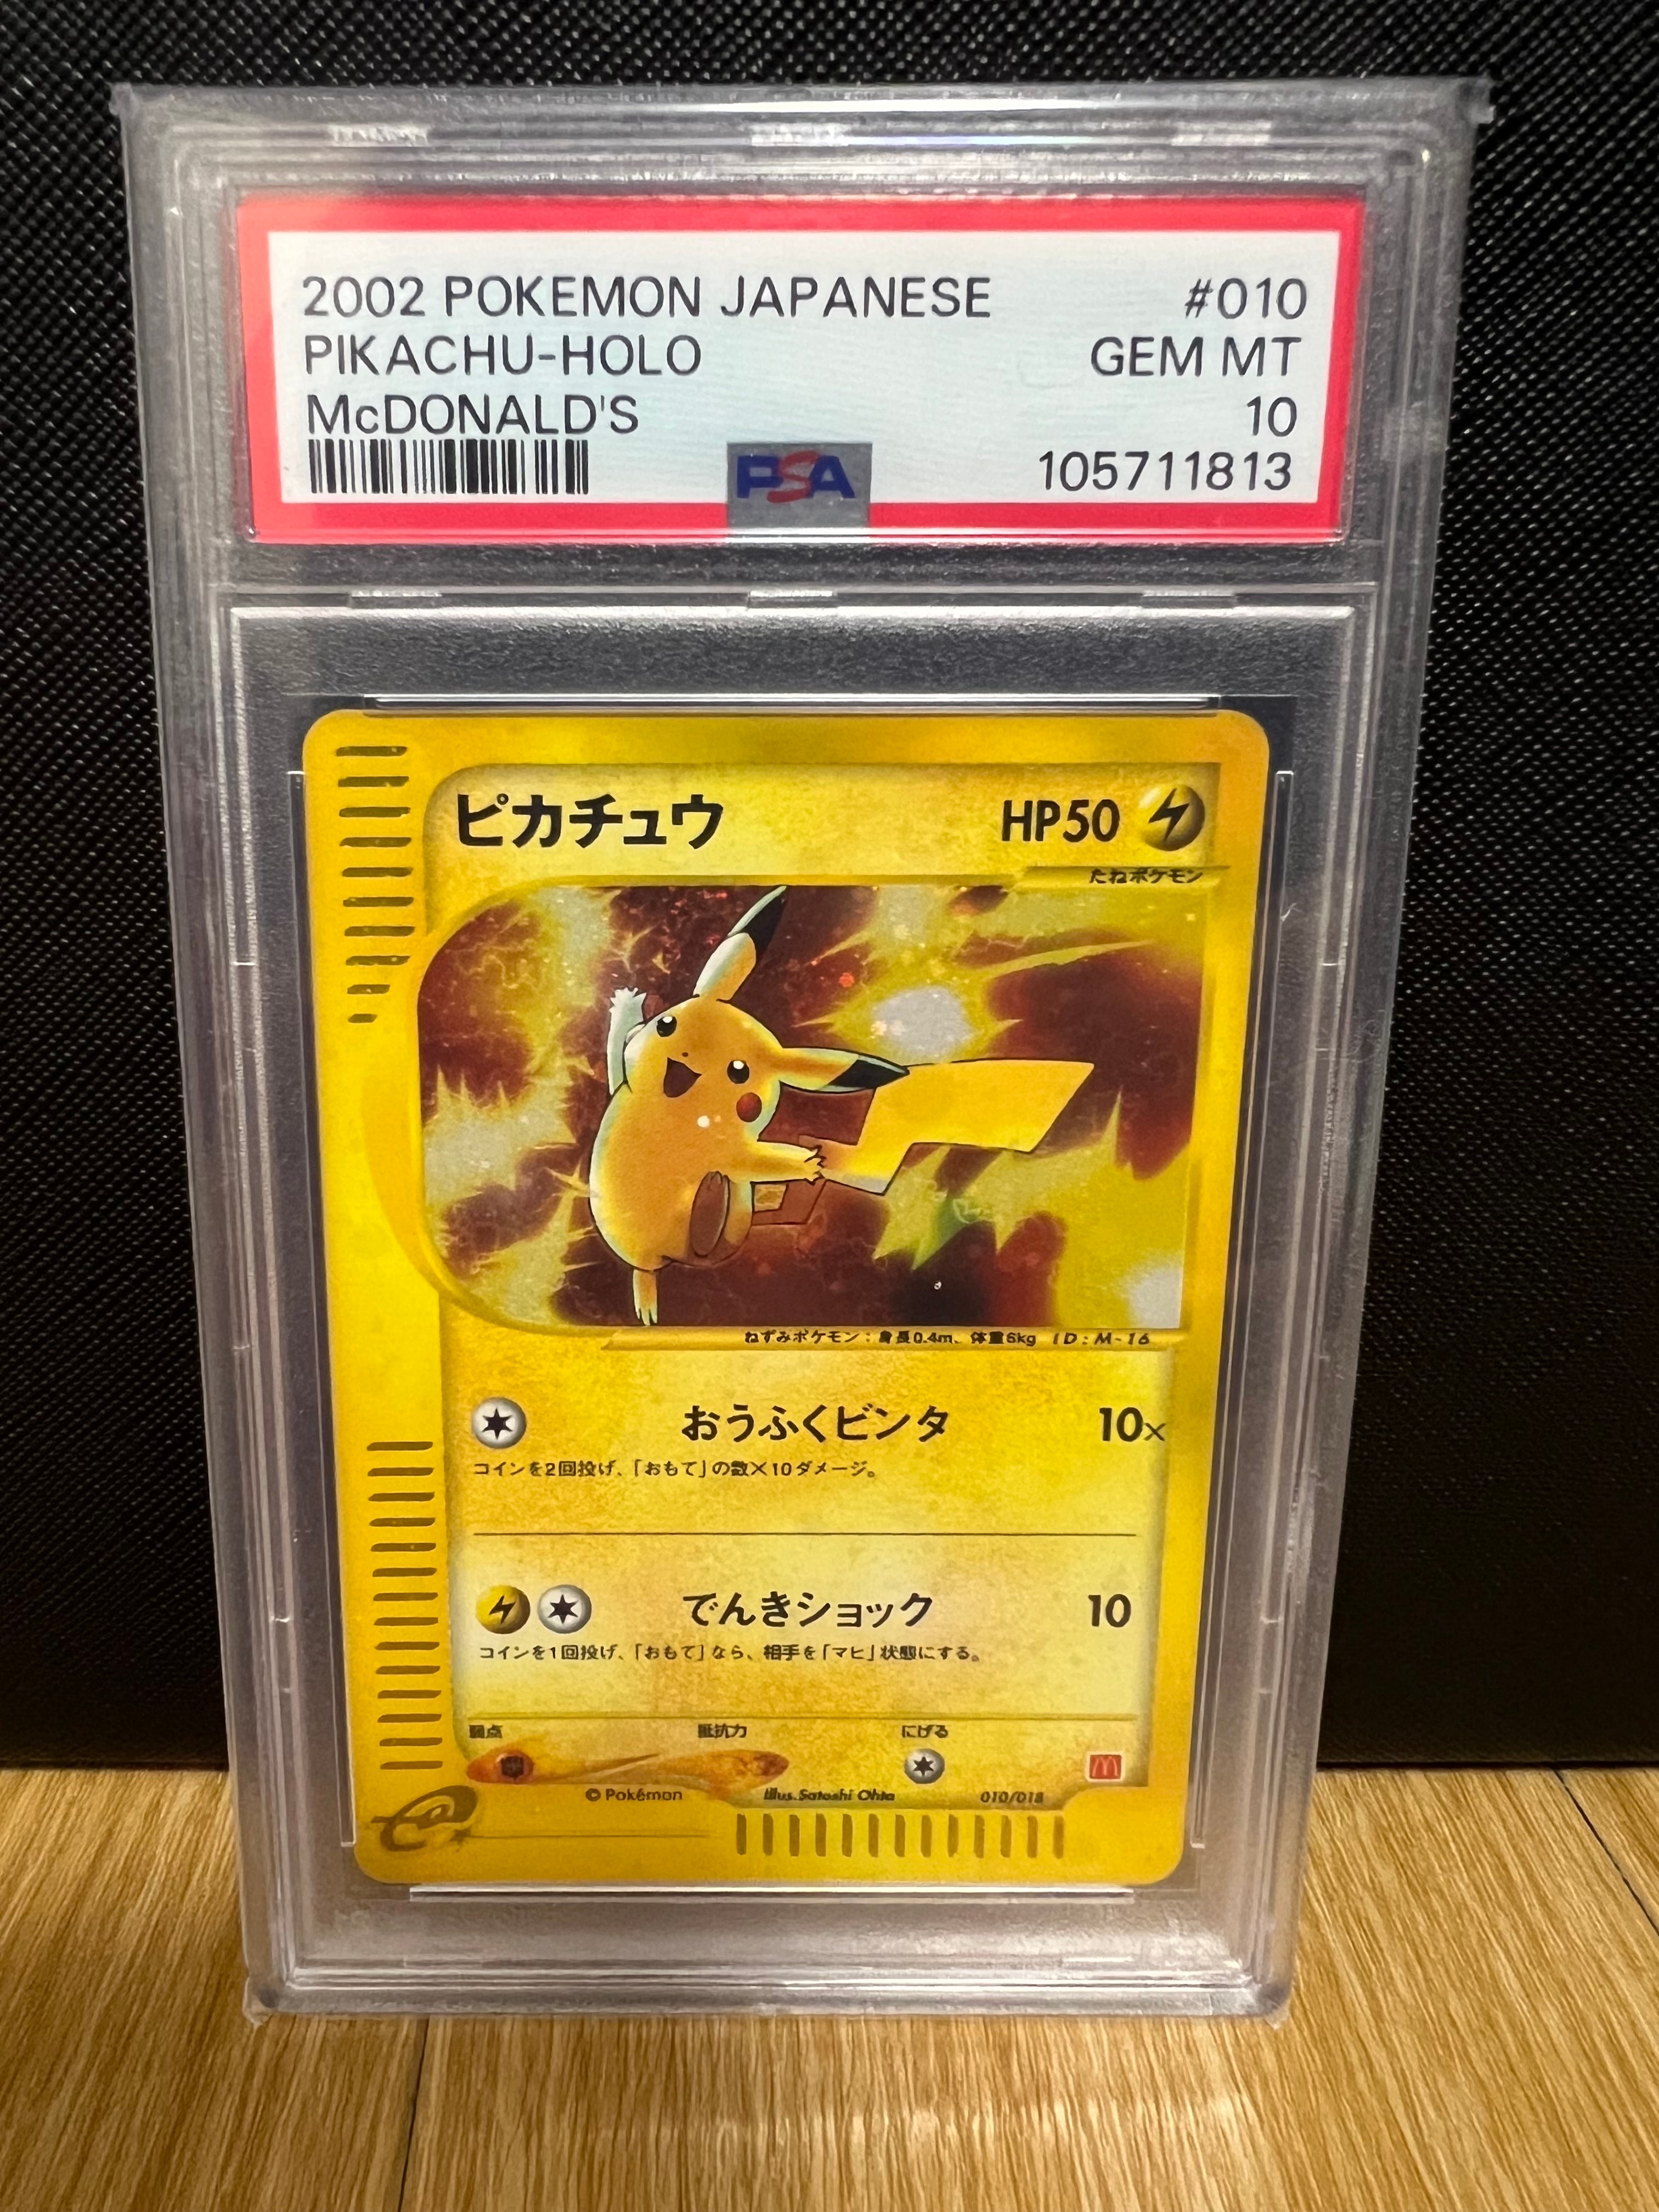 2002 POKEMON JAPANESE #010
PIKACHU-HOLO GEM MT
McDONALD'S 10
PSA 105711813
ピカチュウ HP50
たねポケモン
ねずみポケモン：身長0.4m、体重6kg ID:M-16
おうふくビンタ 10×
コインを2回投げ、「おもて」の数×10ダメージ。
でんきショック 10
コインを1回投げ、「おもて」なら、相手を「マヒ」状態にする。
弱点 抵抗力 にげる
©Pokémon illus. Satoshi Ohta 010/018
e